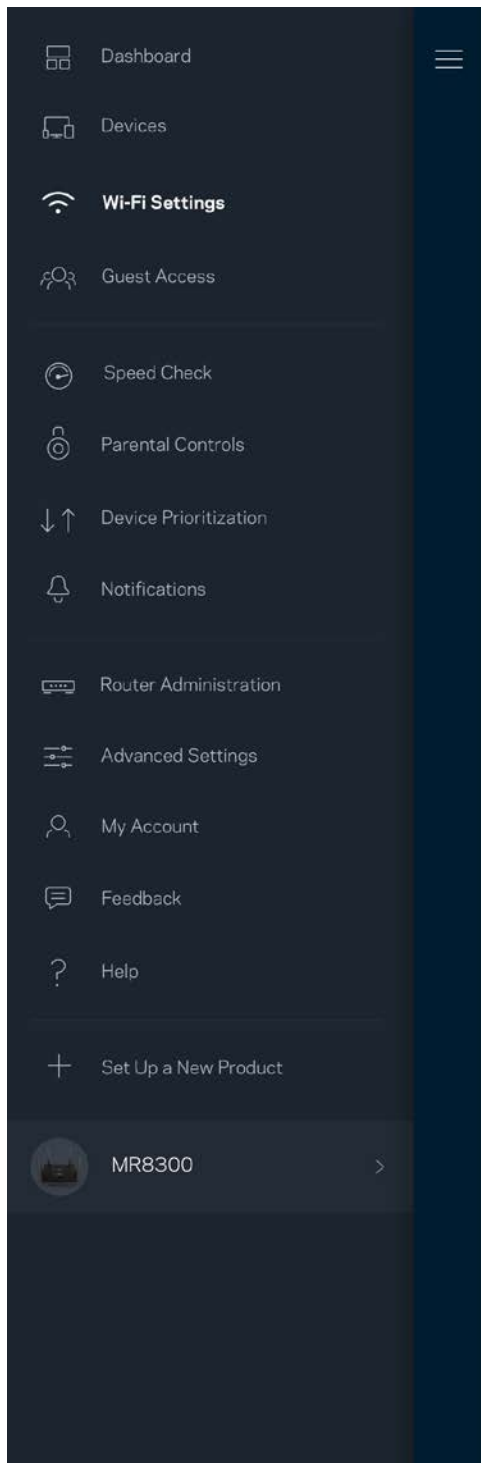 Dashboard
Devices
Wi-Fi Settings
Guest Access
Speed Check
Parental Controls
Device Prioritization
Notifications
Router Administration
Advanced Settings
My Account
Feedback
Help
Set Up a New Product
MR8300